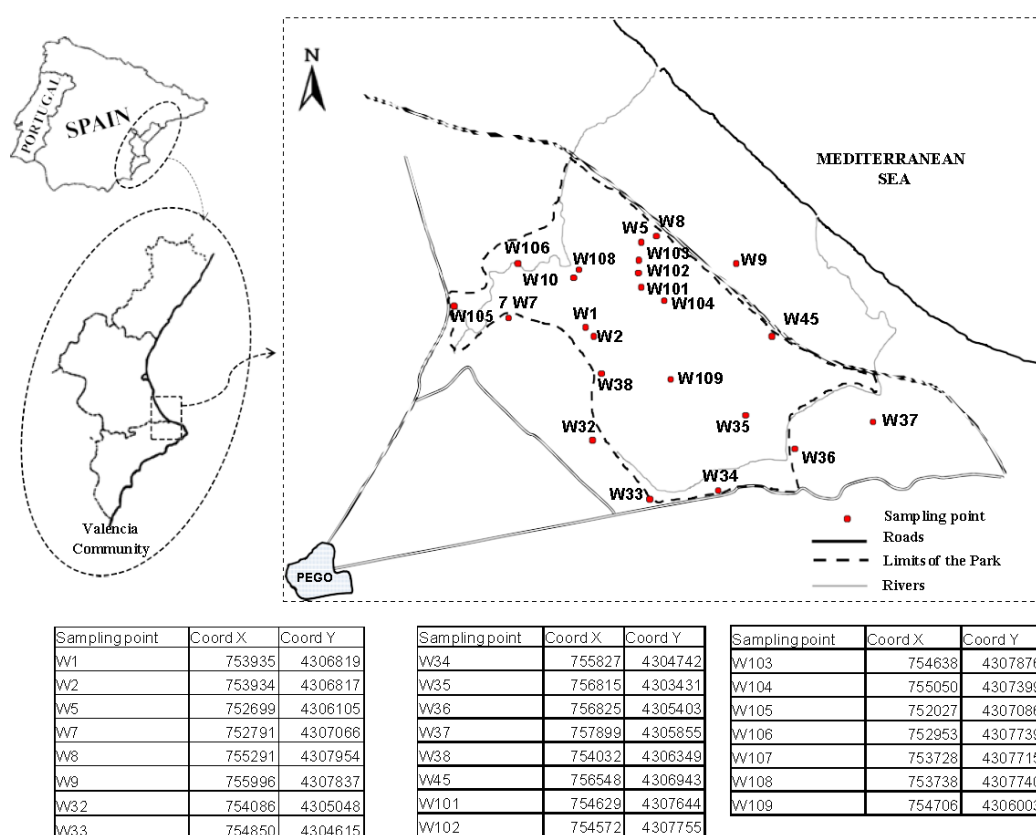 N
PORTUGAL
SPAIN
MEDITERRANEAN
SEA
W8
W5
W106
W103
W9
W108
W10
W102
W101
W104
W105
7 W7
W1
W45
W2
W38
W109
W35
W37
W32
W36
W34
W33
Valencia
Community
PEGO
Sampling point
Roads
Limits of the Park
Rivers
Sampling point Coord X Coord Y
W1 753935 4306819
W2 753934 4306817
W5 752699 4306105
W7 752791 4307066
W8 755291 4307954
W9 755996 4307837
W32 754086 4305048
W33 754850 4304615
Sampling point Coord X Coord Y
W34 755827 4304742
W35 756815 4303431
W36 756825 4305403
W37 757899 4305855
W38 754032 4306349
W45 756548 4306943
W101 754629 4307644
W102 754572 4307755
Sampling point Coord X Coord Y
W103 754638 4307876
W104 755050 4307399
W105 752027 4307086
W106 752953 4307739
W107 753728 4307715
W108 753738 4307740
W109 754706 4306003